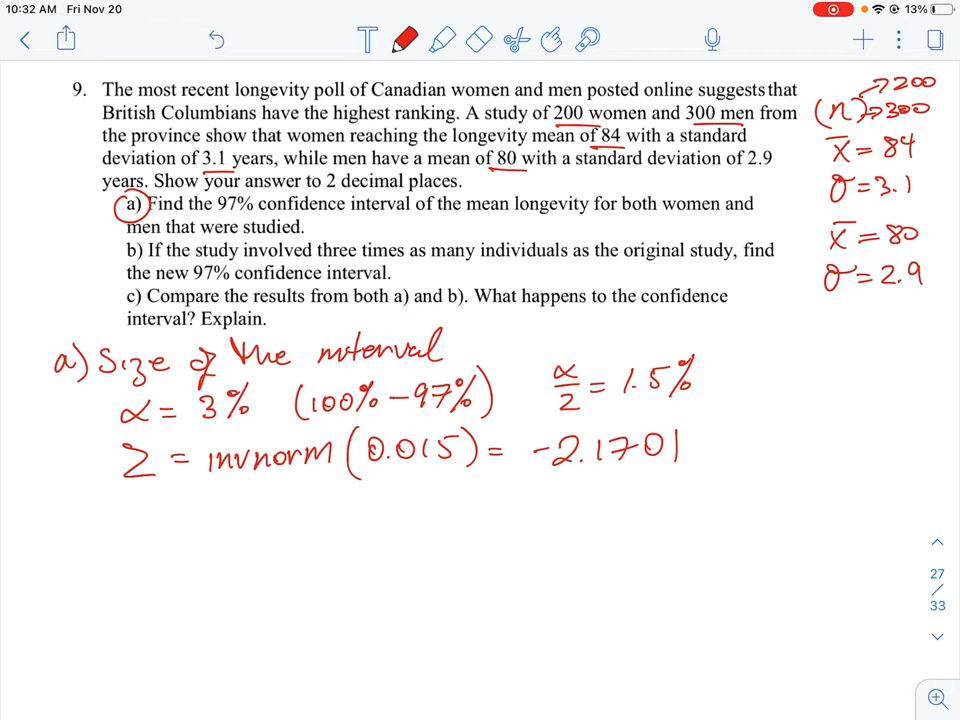 10:32 AM Fri Nov 20
13%
T
9. The most recent longevity poll of Canadian women and men posted online suggests that
British Columbians have the highest ranking. A study of 200 women and 300 men from
the province show that women reaching the longevity mean of 84 with a standard
deviation of 3.1 years, while men have a mean of 80 with a standard deviation of 2.9
years. Show your answer to 2 decimal places.
a) Find the 97% confidence interval of the mean longevity for both women and
men that were studied.
b) If the study involved three times as many individuals as the original study, find
the new 97% confidence interval.
c) Compare the results from both a) and b). What happens to the confidence
interval? Explain.
→200
(n)→300
x̄ = 84
σ = 3.1
x̄ = 80
σ = 2.9
a) Size of the interval
α = 3% (100% − 97%) α/2 = 1.5%
Z = invnorm (0.015) = −2.1701
27
/
33